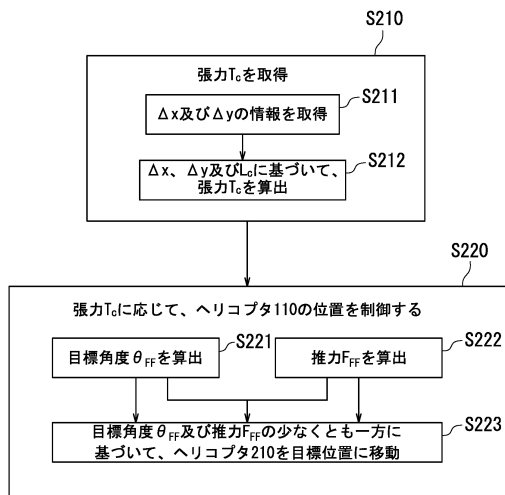 S210
張力Tcを取得
S211
Δx及びΔyの情報を取得
S212
Δx、Δy及びLcに基づいて、
張力Tcを算出
S220
張力Tcに応じて、ヘリコプタ110の位置を制御する
S221
目標角度θFFを算出
S222
推力FFFを算出
S223
目標角度θFF及び推力FFFの少なくとも一方に
基づいて、ヘリコプタ210を目標位置に移動